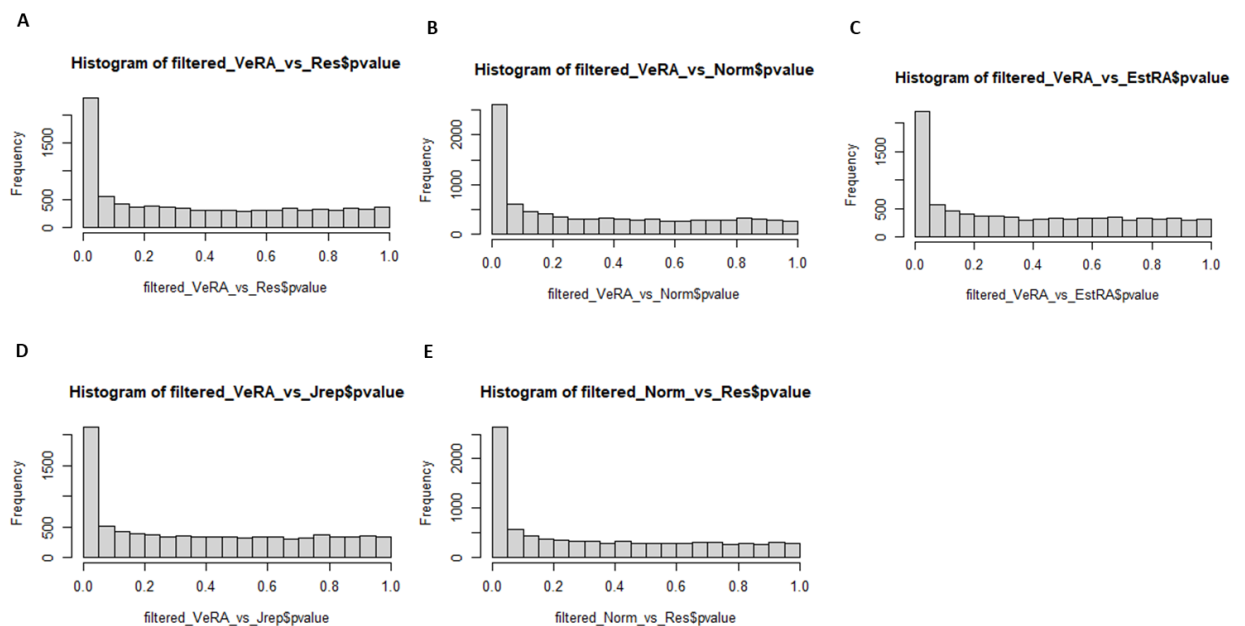 A
Histogram of filtered_VeRA_vs_Res$pvalue
Frequency
0 500 1500
0.0 0.2 0.4 0.6 0.8 1.0
filtered_VeRA_vs_Res$pvalue
B
Histogram of filtered_VeRA_vs_Norm$pvalue
Frequency
0 1000 2000
0.0 0.2 0.4 0.6 0.8 1.0
filtered_VeRA_vs_Norm$pvalue
C
Histogram of filtered_VeRA_vs_EstRA$pvalue
Frequency
0 500 1500
0.0 0.2 0.4 0.6 0.8 1.0
filtered_VeRA_vs_EstRA$pvalue
D
Histogram of filtered_VeRA_vs_Jrep$pvalue
Frequency
0 500 1500
0.0 0.2 0.4 0.6 0.8 1.0
filtered_VeRA_vs_Jrep$pvalue
E
Histogram of filtered_Norm_vs_Res$pvalue
Frequency
0 1000 2000
0.0 0.2 0.4 0.6 0.8 1.0
filtered_Norm_vs_Res$pvalue